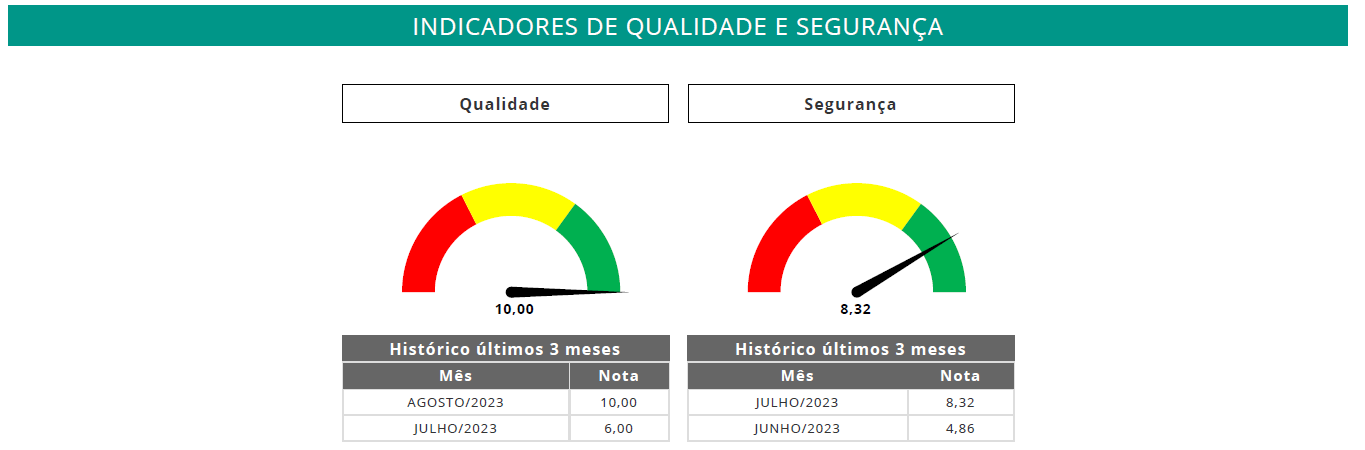 INDICADORES DE QUALIDADE E SEGURANÇA
Qualidade
Segurança
10,00
8,32
Histórico últimos 3 meses
Mês Nota
AGOSTO/2023 10,00
JULHO/2023 6,00
Histórico últimos 3 meses
Mês Nota
JULHO/2023 8,32
JUNHO/2023 4,86